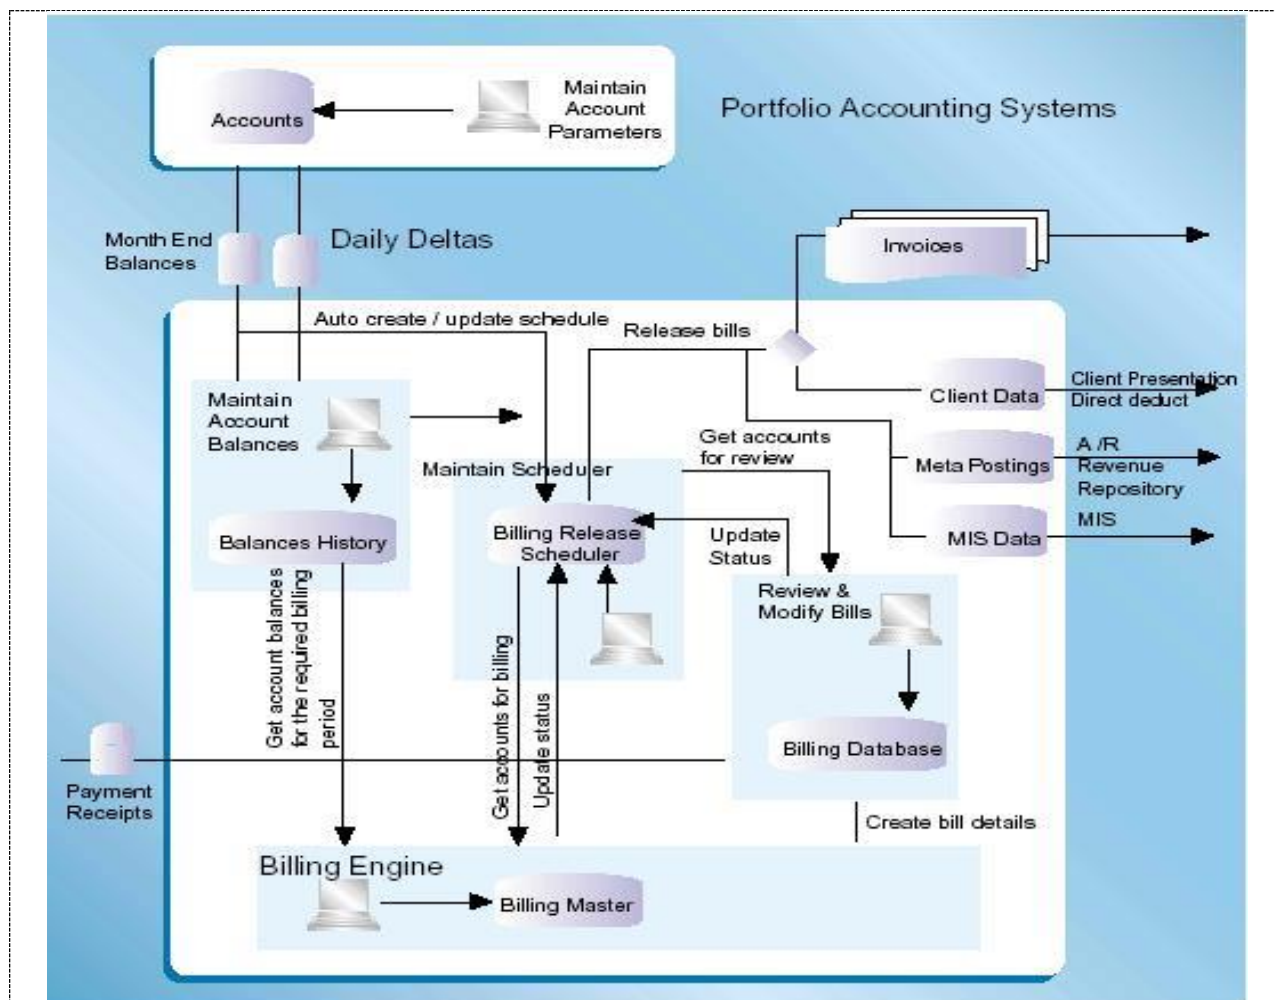 Maintain
Account
Parameters
Accounts
Portfolio Accounting Systems
Month End
Balances
Daily Deltas
Invoices
Auto create / update schedule
Release bills
Client Data
Client Presentation
Direct deduct
Maintain
Account
Balances
Get accounts
for review
Maintain Scheduler
Meta Postings
A /R
Revenue
Repository
Balances History
Billing Release
Scheduler
Update
Status
MIS Data
MIS
Review &
Modify Bills
Get account balances
for the required billing
period
Get accounts for billing
Update status
Billing Database
Payment
Receipts
Create bill details
Billing Engine
Billing Master